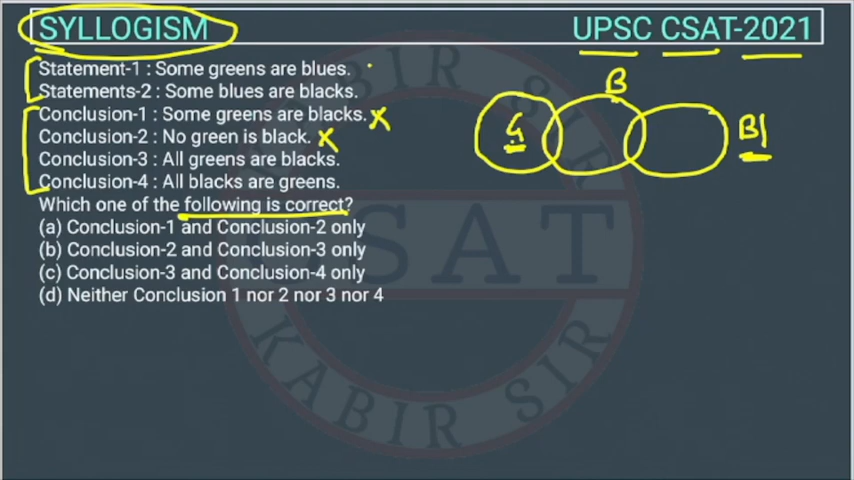 SYLLOGISM
UPSC CSAT-2021
Statement-1 : Some greens are blues.
Statements-2 : Some blues are blacks.
Conclusion-1 : Some greens are blacks. x
Conclusion-2 : No green is black. x
Conclusion-3 : All greens are blacks.
Conclusion-4 : All blacks are greens.
Which one of the following is correct?
(a) Conclusion-1 and Conclusion-2 only
(b) Conclusion-2 and Conclusion-3 only
(c) Conclusion-3 and Conclusion-4 only
(d) Neither Conclusion 1 nor 2 nor 3 nor 4
B
G
Bl
KABIR SIR
CSAT
KABIR SIR